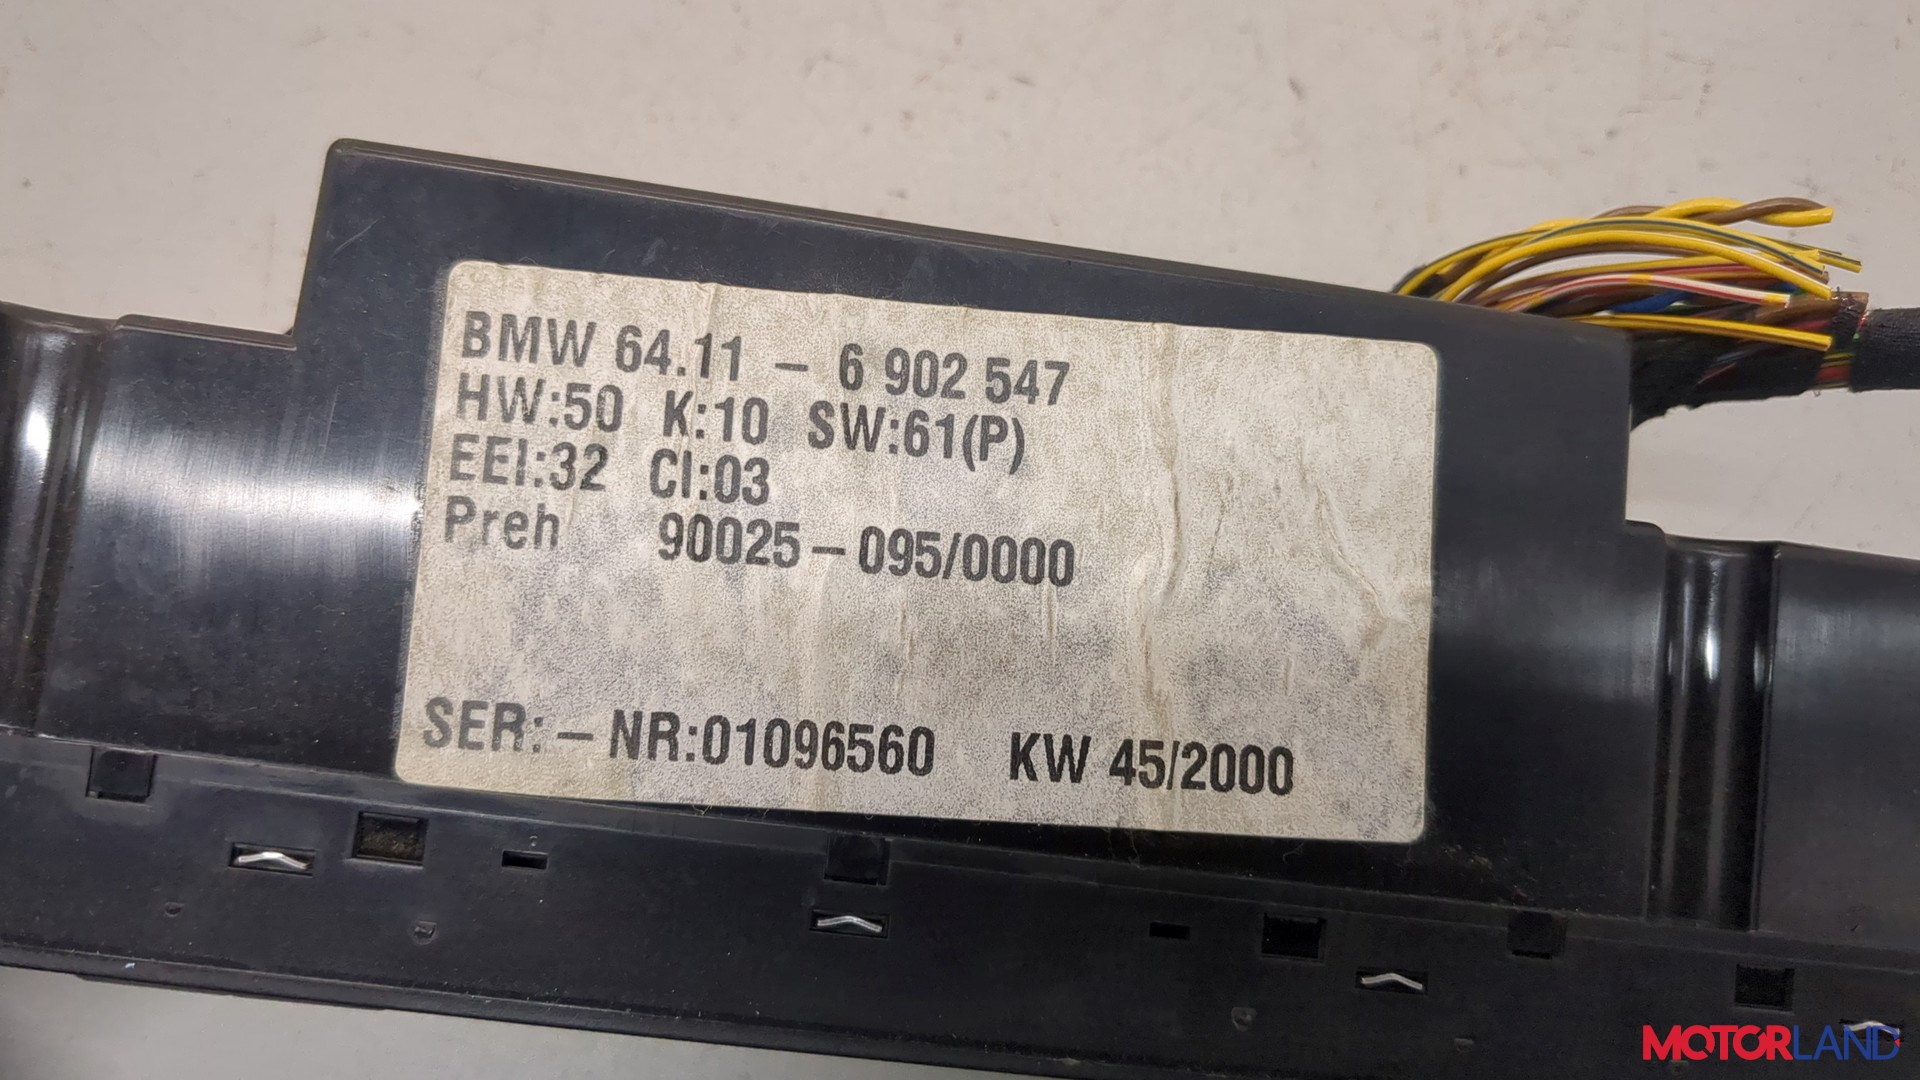 BMW 64.11 – 6 902 547
HW:50 K:10 SW:61(P)
EEI:32 CI:03
Preh 90025–095/0000
SER:–NR:01096560 KW 45/2000
MOTORLAND